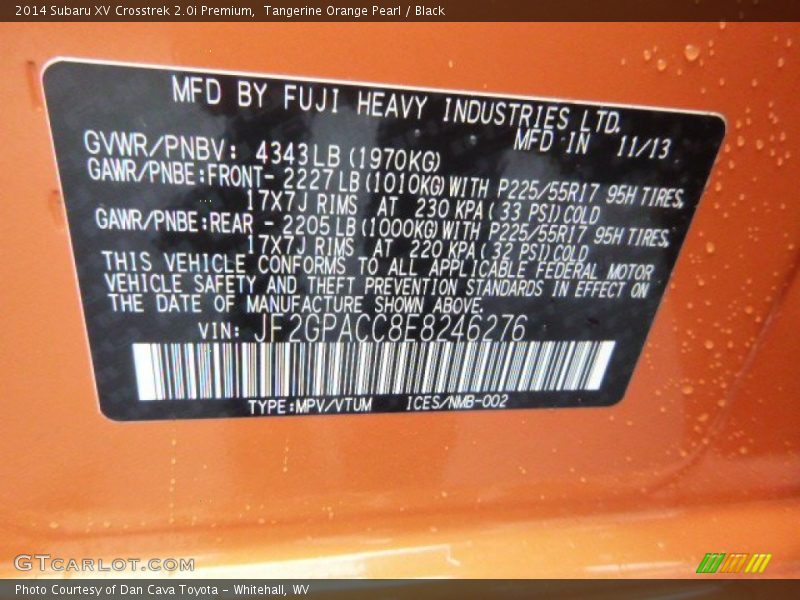 2014 Subaru XV Crosstrek 2.0i Premium,  Tangerine Orange Pearl / Black
MFD BY FUJI HEAVY INDUSTRIES LTD.
MFD IN 11/13
GVWR/PNBV: 4343LB (1970KG)
GAWR/PNBE:FRONT- 2227LB (1010KG) WITH P225/55R17 95H TIRES,
17X7J RIMS AT 230 KPA (33 PSI) COLD
GAWR/PNBE:REAR - 2205LB (1000KG) WITH P225/55R17 95H TIRES,
17X7J RIMS AT 220 KPA (32 PSI) COLD
THIS VEHICLE CONFORMS TO ALL APPLICABLE FEDERAL MOTOR
VEHICLE SAFETY AND THEFT PREVENTION STANDARDS IN EFFECT ON
THE DATE OF MANUFACTURE SHOWN ABOVE.
VIN: JF2GPACC8E8246276
TYPE:MPV/VTUM ICES/NMB-002
GTcarlot.com
Photo Courtesy of Dan Cava Toyota - Whitehall, WV